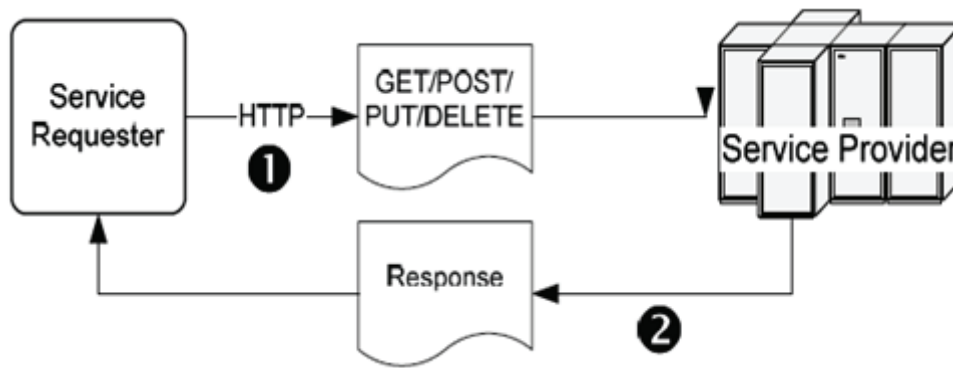 Service
Requester
HTTP
GET/POST/
PUT/DELETE
Service Provider
1
Response
2